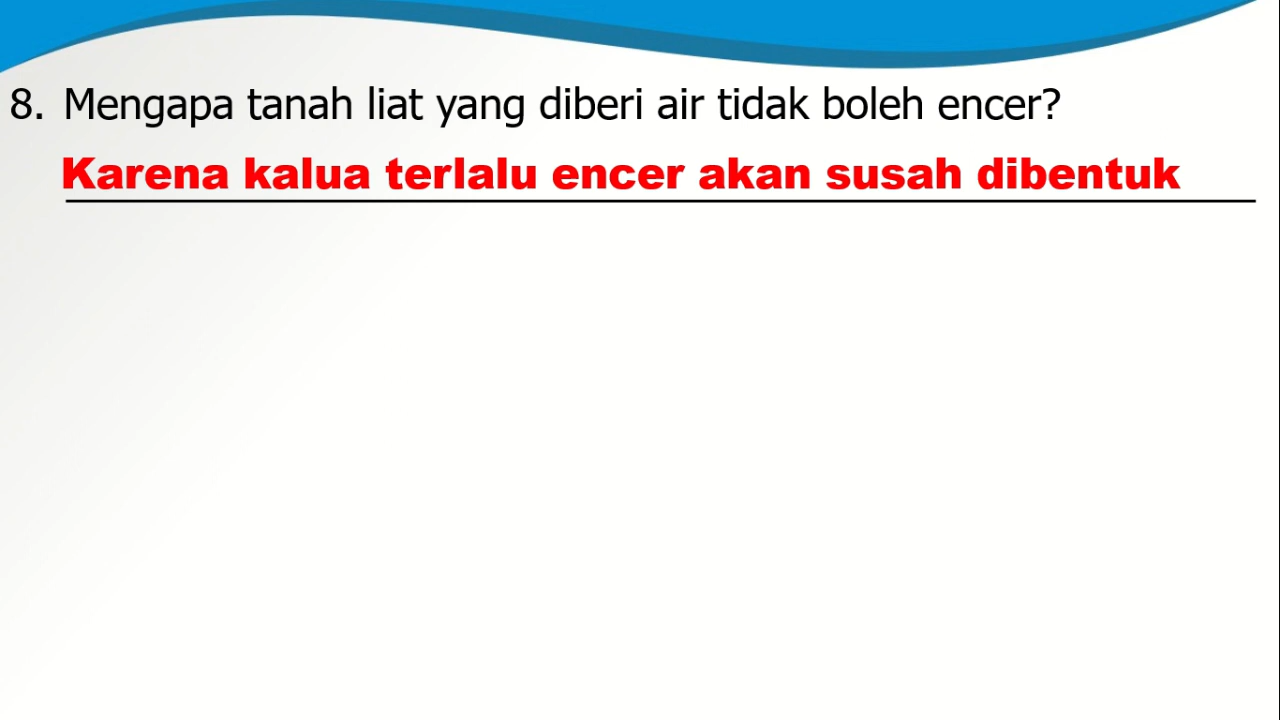 8. Mengapa tanah liat yang diberi air tidak boleh encer?
Karena kalua terlalu encer akan susah dibentuk